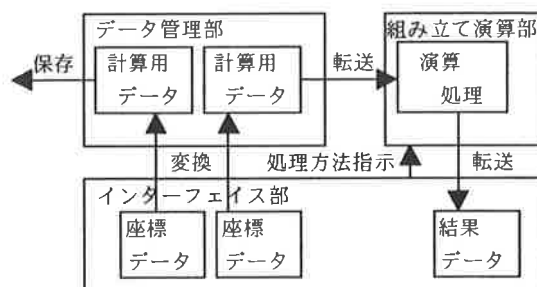 データ管理部
組み立て演算部
保存
計算用
データ
計算用
データ
転送
演算
処理
変換
処理方法指示
転送
インターフェイス部
座標
データ
座標
データ
結果
データ